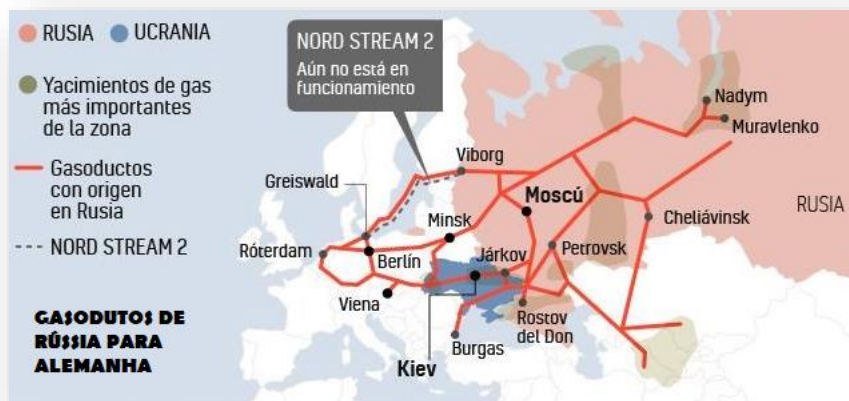 RUSIA
UCRANIA
Yacimientos de gas
más importantes
de la zona
Gasoductos
con origen
en Rusia
NORD STREAM 2
GASODUTOS DE
RÚSSIA PARA
ALEMANHA
NORD STREAM 2
Aún no está en
funcionamiento
Nadym
Muravlenko
Viborg
Greiswald
Moscú
Cheliávinsk
RUSIA
Minsk
Róterdam
Berlín
Járkov
Petrovsk
Viena
Rostov
del Don
Burgas
Kiev